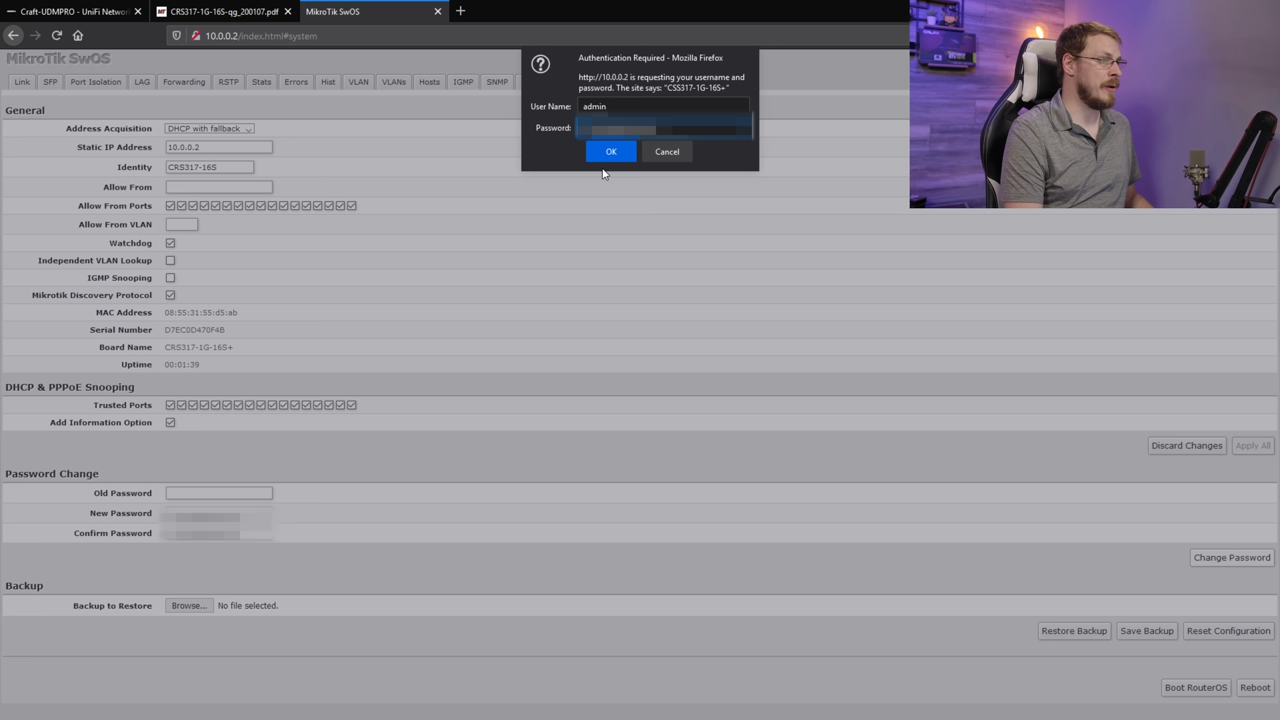 Craft-UDMPRO - UniFi Networ
CRS317-1G-16S-qg_200107.pdf
MikroTik SwOS
10.0.0.2/index.html#system
MikroTik SwOS
Link SFP Port Isolation LAG Forwarding RSTP Stats Errors Hist VLAN VLANs Hosts IGMP SNMP
Authentication Required - Mozilla Firefox
http://10.0.0.2 is requesting your username and
password. The site says: "CSS317-1G-16S+"
User Name: admin
Password:
OK Cancel
General
Address Acquisition DHCP with fallback
Static IP Address 10.0.0.2
Identity CRS317-16S
Allow From
Allow From Ports
Allow From VLAN
Watchdog
Independent VLAN Lookup
IGMP Snooping
Mikrotik Discovery Protocol
MAC Address 08:55:31:55:d5:ab
Serial Number D7EC0D470F4B
Board Name CRS317-1G-16S+
Uptime 00:01:39
DHCP & PPPoE Snooping
Trusted Ports
Add Information Option
Discard Changes Apply All
Password Change
Old Password
New Password
Confirm Password
Change Password
Backup
Backup to Restore Browse... No file selected.
Restore Backup Save Backup Reset Configuration
Boot RouterOS Reboot